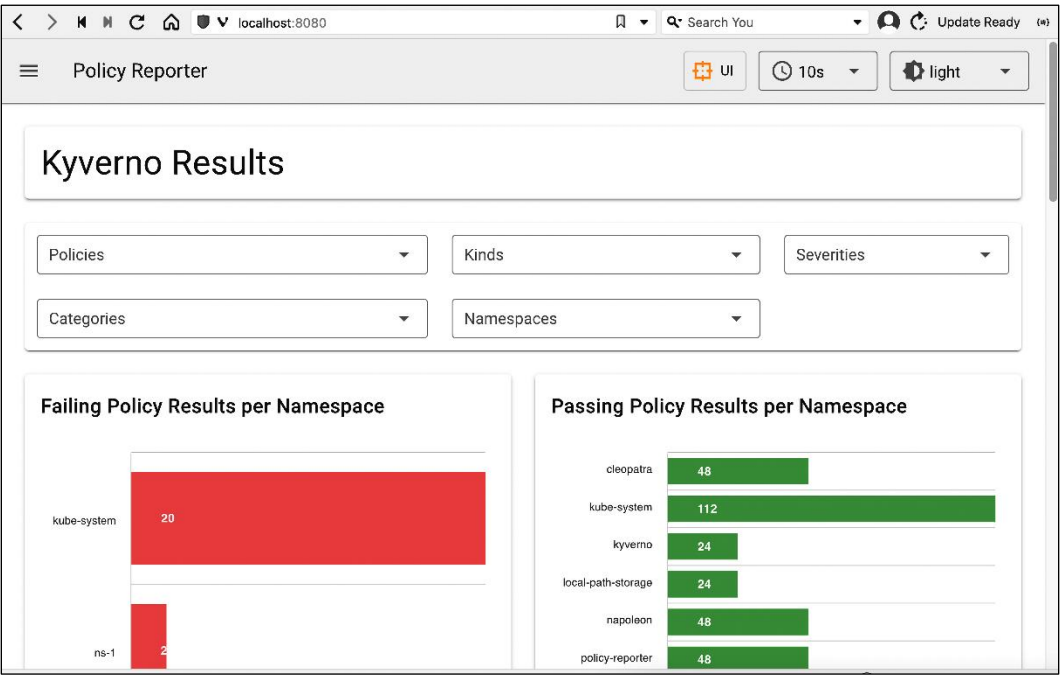 localhost:8080 Search You Update Ready
Policy Reporter UI 10s light
Kyverno Results
Policies Kinds Severities
Categories Namespaces
Failing Policy Results per Namespace
kube-system 20
ns-1 2
Passing Policy Results per Namespace
cleopatra 48
kube-system 112
kyverno 24
local-path-storage 24
napoleon 48
policy-reporter 48